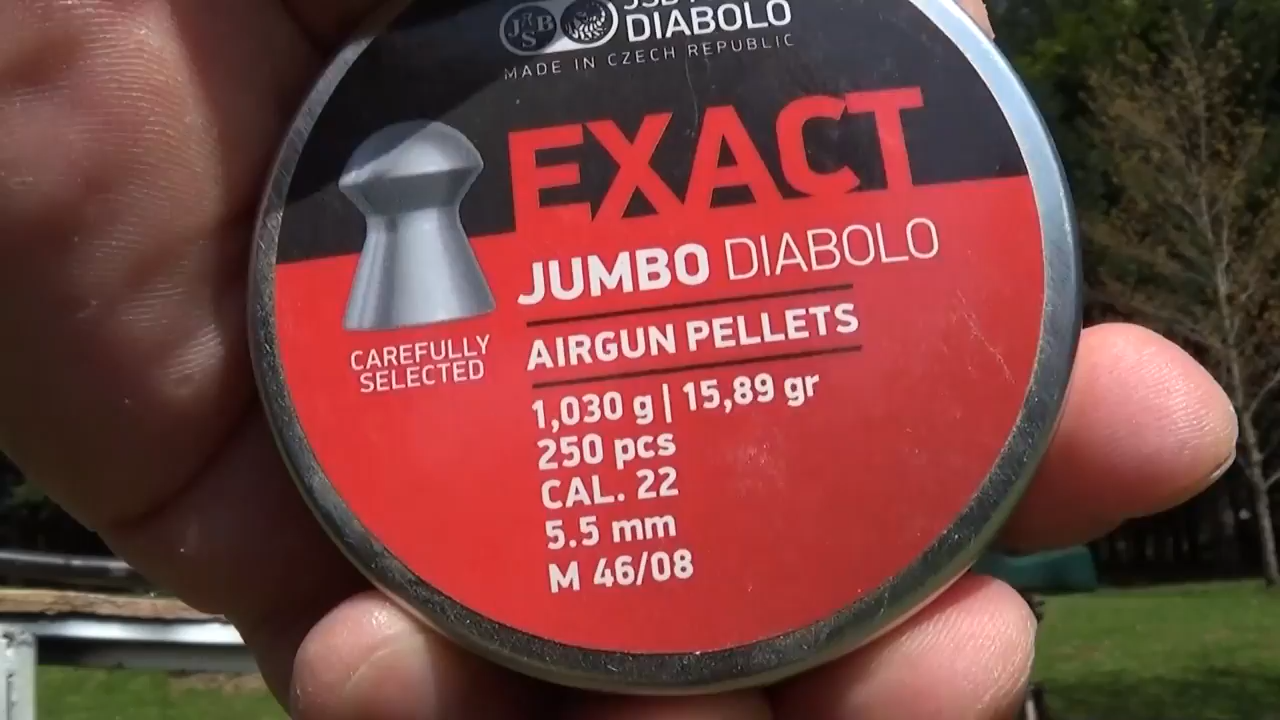 JSB
DIABOLO
MADE IN CZECH REPUBLIC
EXACT
JUMBO DIABOLO
AIRGUN PELLETS
CAREFULLY
SELECTED
1,030 g | 15,89 gr
250 pcs
CAL. 22
5.5 mm
M 46/08